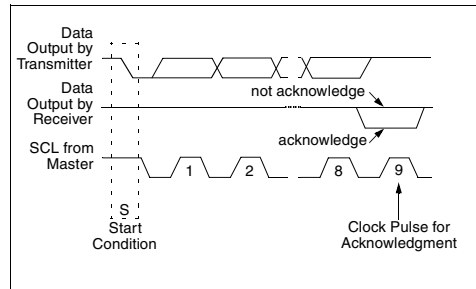 Data
Output by
Transmitter
Data
Output by
Receiver
not acknowledge
acknowledge
SCL from
Master
1 2 8 9
S
Start
Condition
Clock Pulse for
Acknowledgment